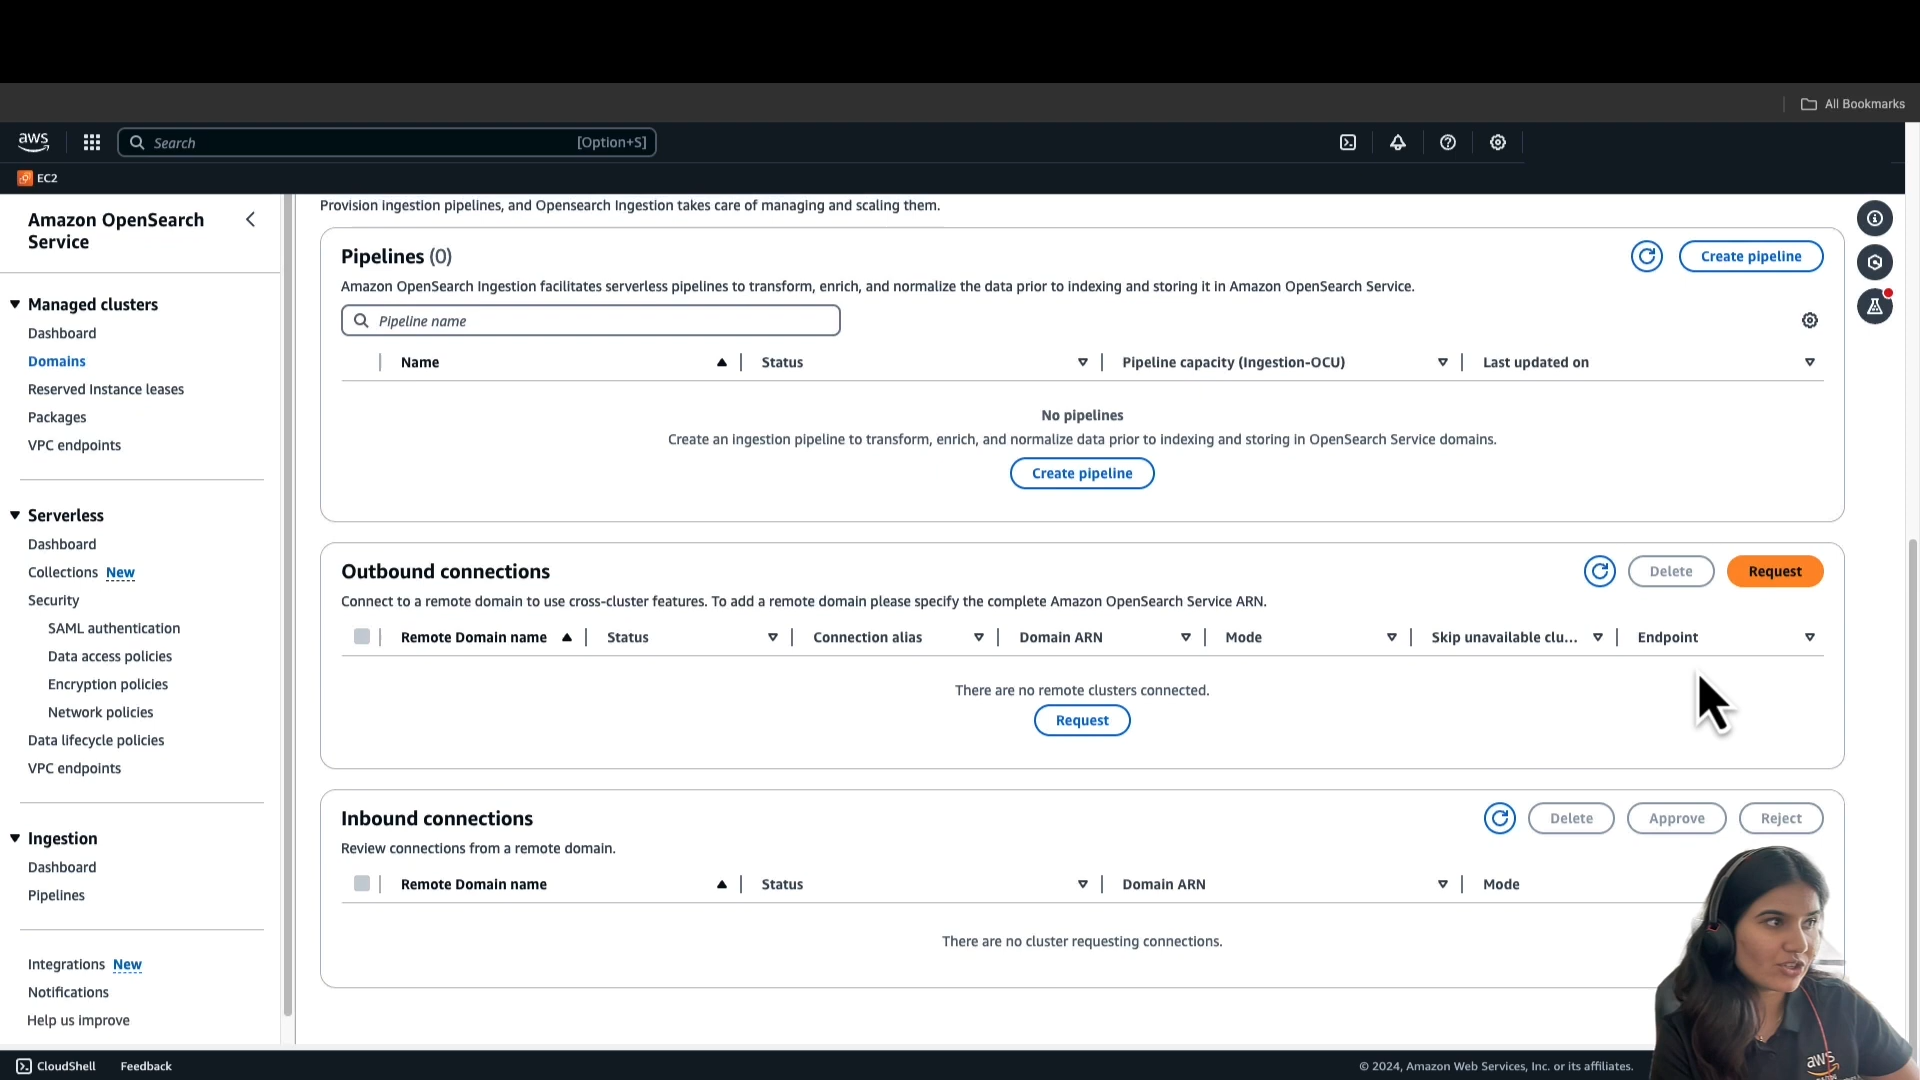 All Bookmarks
aws
Search
[Option+S]
EC2
Amazon OpenSearch
Service
Managed clusters
Dashboard
Domains
Reserved Instance leases
Packages
VPC endpoints
Serverless
Dashboard
Collections New
Security
SAML authentication
Data access policies
Encryption policies
Network policies
Data lifecycle policies
VPC endpoints
Ingestion
Dashboard
Pipelines
Integrations New
Notifications
Help us improve
Provision ingestion pipelines, and Opensearch Ingestion takes care of managing and scaling them.
Pipelines (0)
Create pipeline
Amazon OpenSearch Ingestion facilitates serverless pipelines to transform, enrich, and normalize the data prior to indexing and storing it in Amazon OpenSearch Service.
Pipeline name
Name Status Pipeline capacity (Ingestion-OCU) Last updated on
No pipelines
Create an ingestion pipeline to transform, enrich, and normalize data prior to indexing and storing in OpenSearch Service domains.
Create pipeline
Outbound connections
Delete Request
Connect to a remote domain to use cross-cluster features. To add a remote domain please specify the complete Amazon OpenSearch Service ARN.
Remote Domain name Status Connection alias Domain ARN Mode Skip unavailable clu... Endpoint
There are no remote clusters connected.
Request
Inbound connections
Delete Approve Reject
Review connections from a remote domain.
Remote Domain name Status Domain ARN Mode
There are no cluster requesting connections.
aws
CloudShell Feedback
© 2024, Amazon Web Services, Inc. or its affiliates.